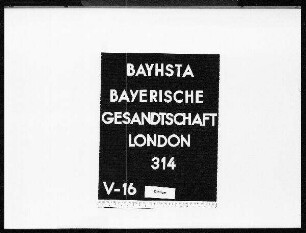 BAYHSTA
BAYERISCHE
GESANDTSCHAFT
LONDON
314
V-16